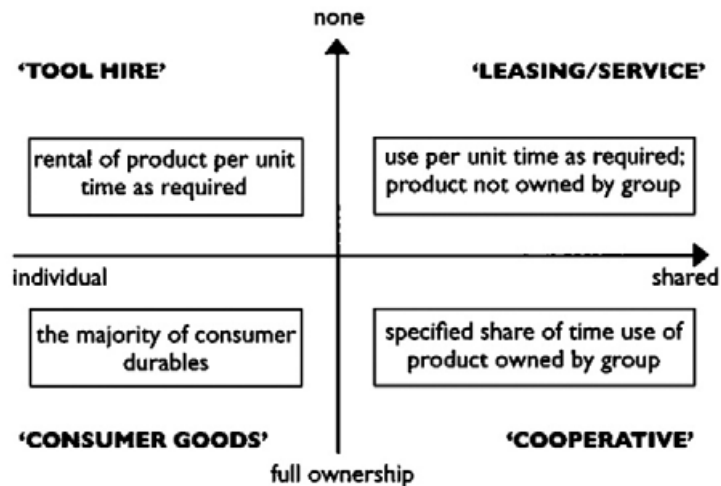 none
‘TOOL HIRE’
‘LEASING/SERVICE’
rental of product per unit
time as required
use per unit time as required;
product not owned by group
individual
shared
the majority of consumer
durables
specified share of time use of
product owned by group
‘CONSUMER GOODS’
‘COOPERATIVE’
full ownership